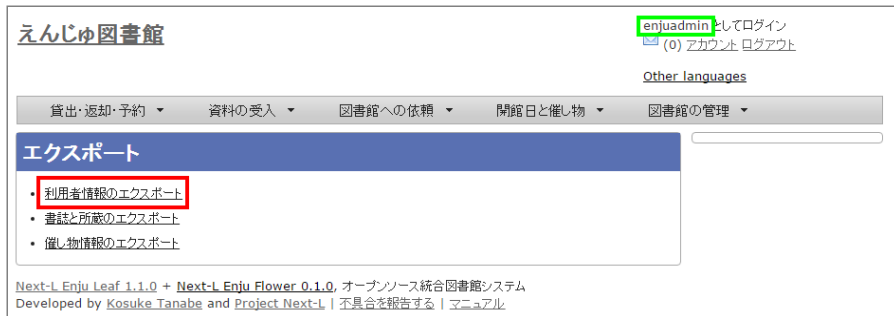 えんじゅ図書館
enjuadmin としてログイン
(0) アカウント ログアウト
Other languages
貸出・返却・予約 ▼ 資料の受入 ▼ 図書館への依頼 ▼ 開館日と催し物 ▼ 図書館の管理 ▼
エクスポート
• 利用者情報のエクスポート
• 書誌と所蔵のエクスポート
• 催し物情報のエクスポート
Next-L Enju Leaf 1.1.0 + Next-L Enju Flower 0.1.0, オープンソース統合図書館システム
Developed by Kosuke Tanabe and Project Next-L | 不具合を報告する | マニュアル